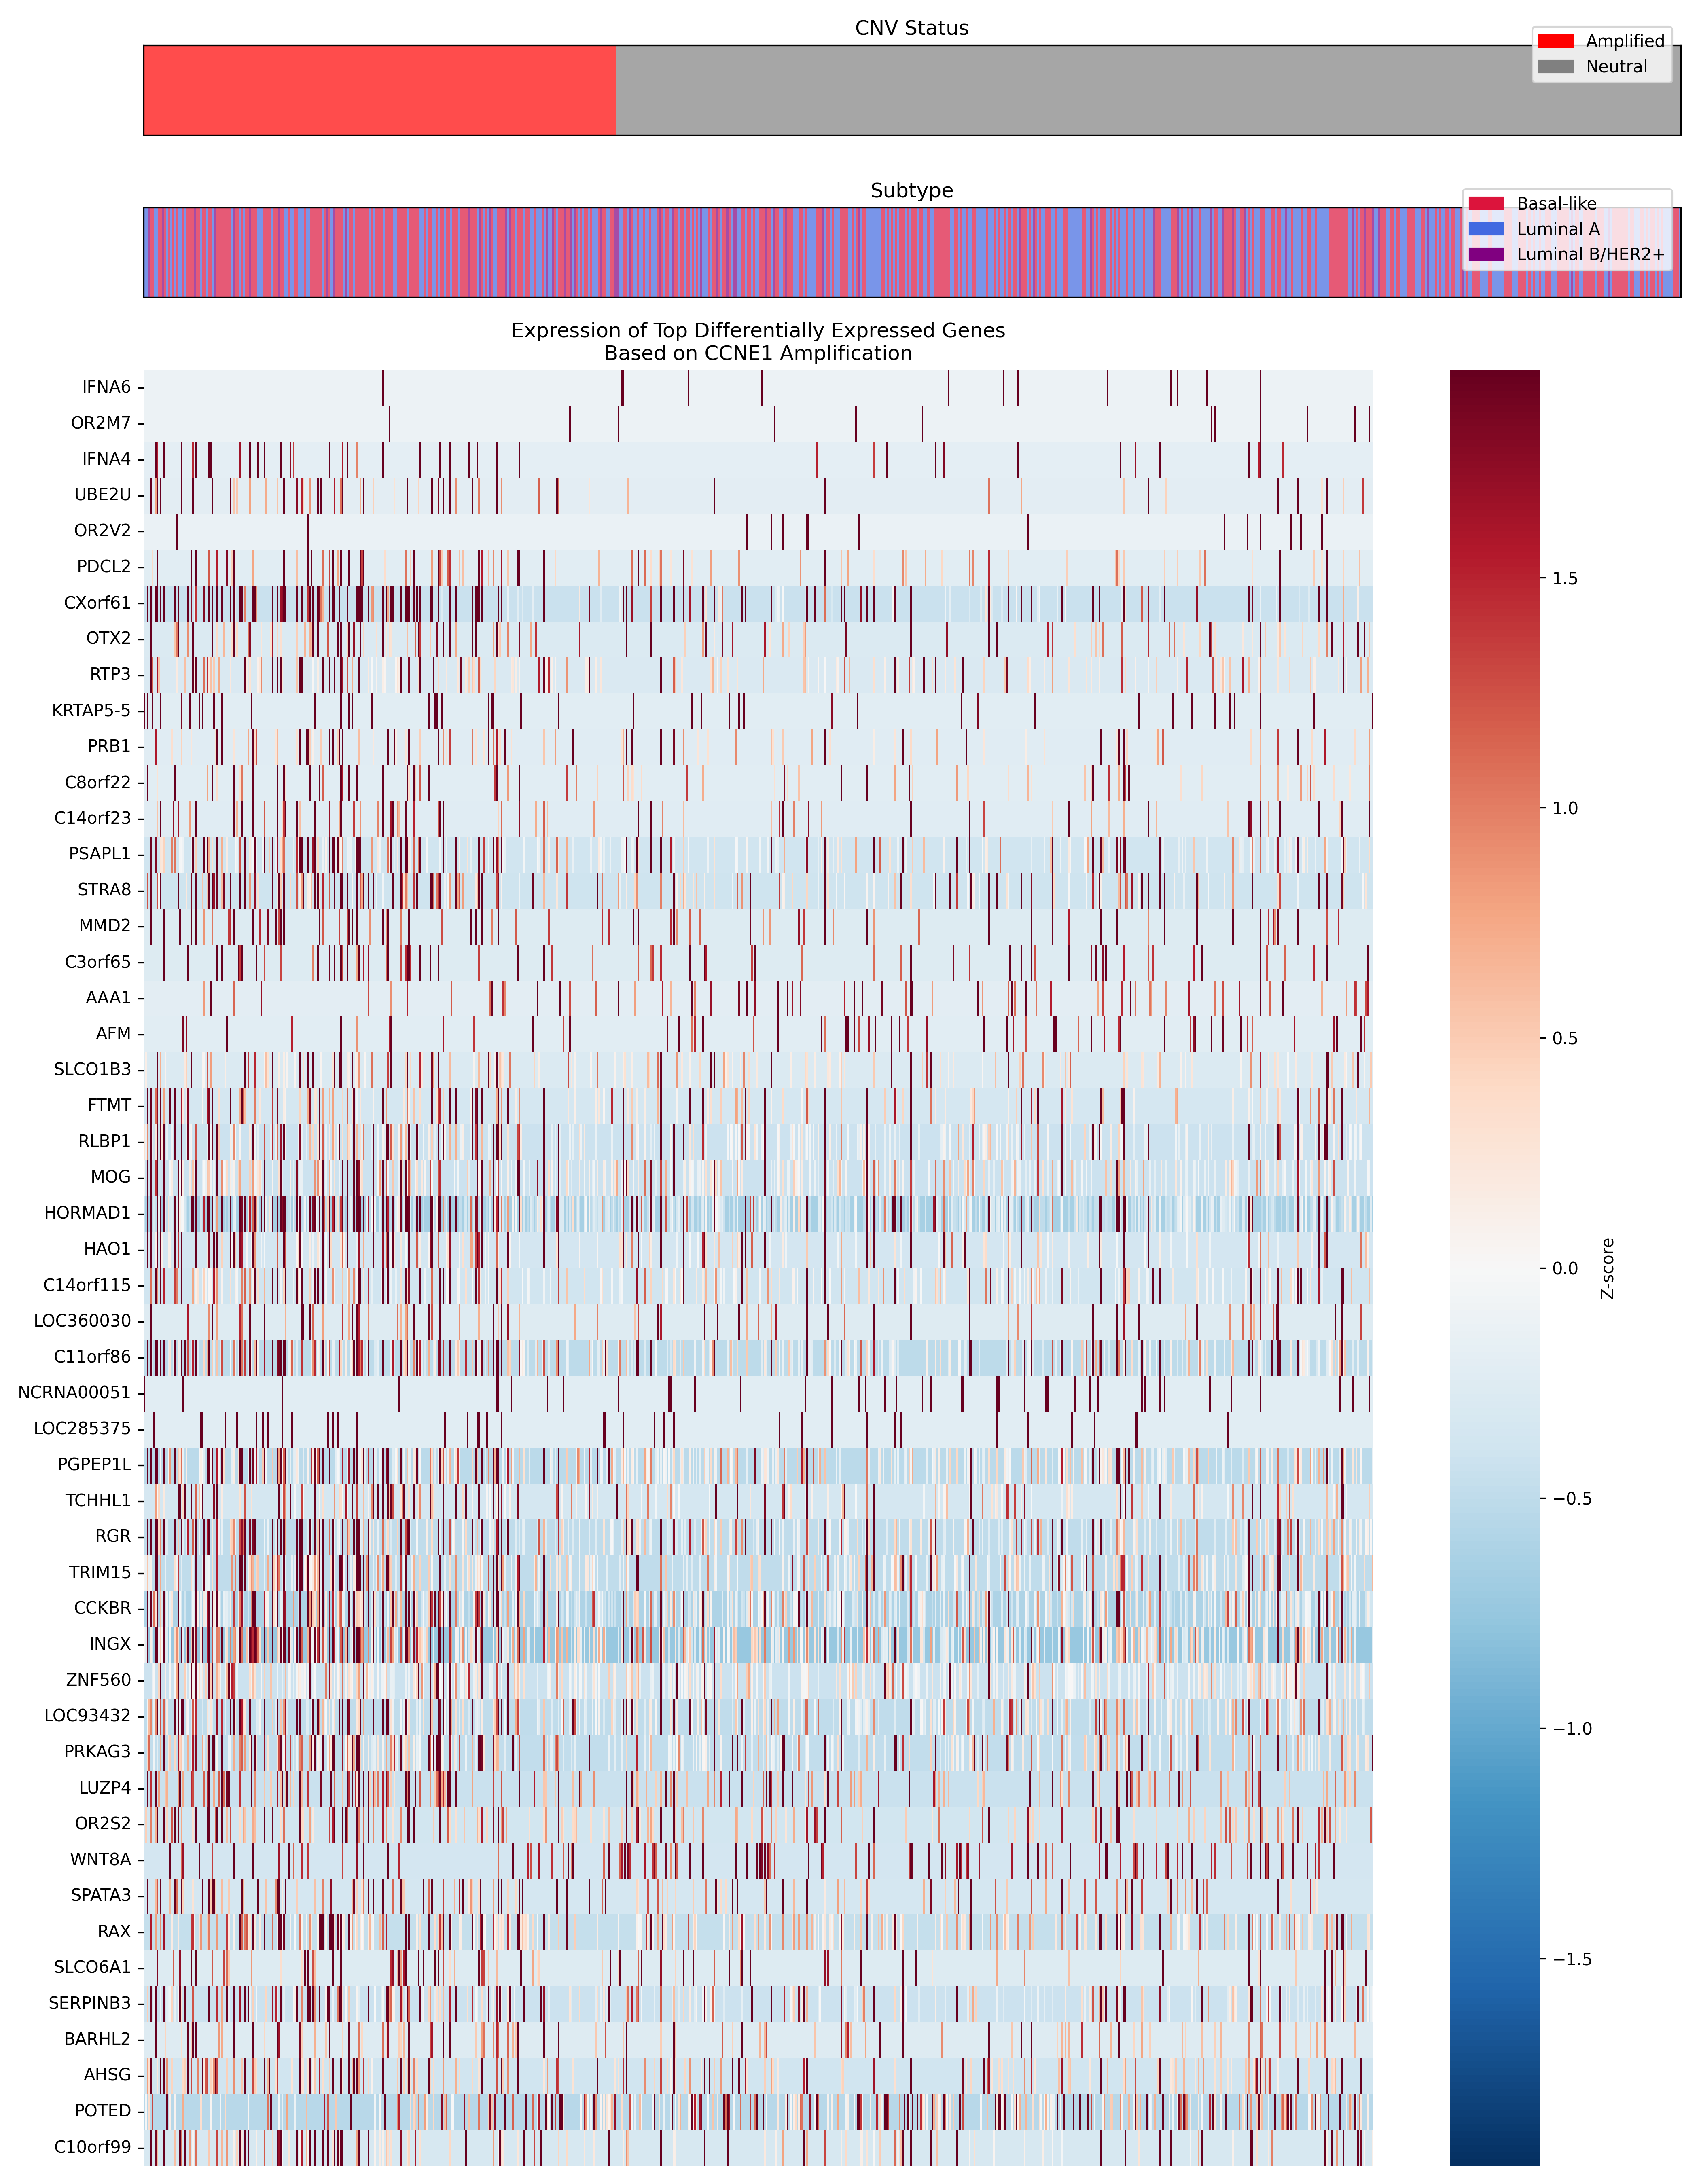 CNV Status
Amplified
Neutral
Subtype
Basal-like
Luminal A
Luminal B/HER2+
Expression of Top Differentially Expressed Genes
Based on CCNE1 Amplification
IFNA6
OR2M7
IFNA4
UBE2U
OR2V2
PDCL2
CXorf61
OTX2
RTP3
KRTAP5-5
PRB1
C8orf22
C14orf23
PSAPL1
STRA8
MMD2
C3orf65
AAA1
AFM
SLCO1B3
FTMT
RLBP1
MOG
HORMAD1
HAO1
C14orf115
LOC360030
C11orf86
NCRNA00051
LOC285375
PGPEP1L
TCHHL1
RGR
TRIM15
CCKBR
INGX
ZNF560
LOC93432
PRKAG3
LUZP4
OR2S2
WNT8A
SPATA3
RAX
SLCO6A1
SERPINB3
BARHL2
AHSG
POTED
C10orf99
1.5
1.0
0.5
0.0
−0.5
−1.0
−1.5
Z-score